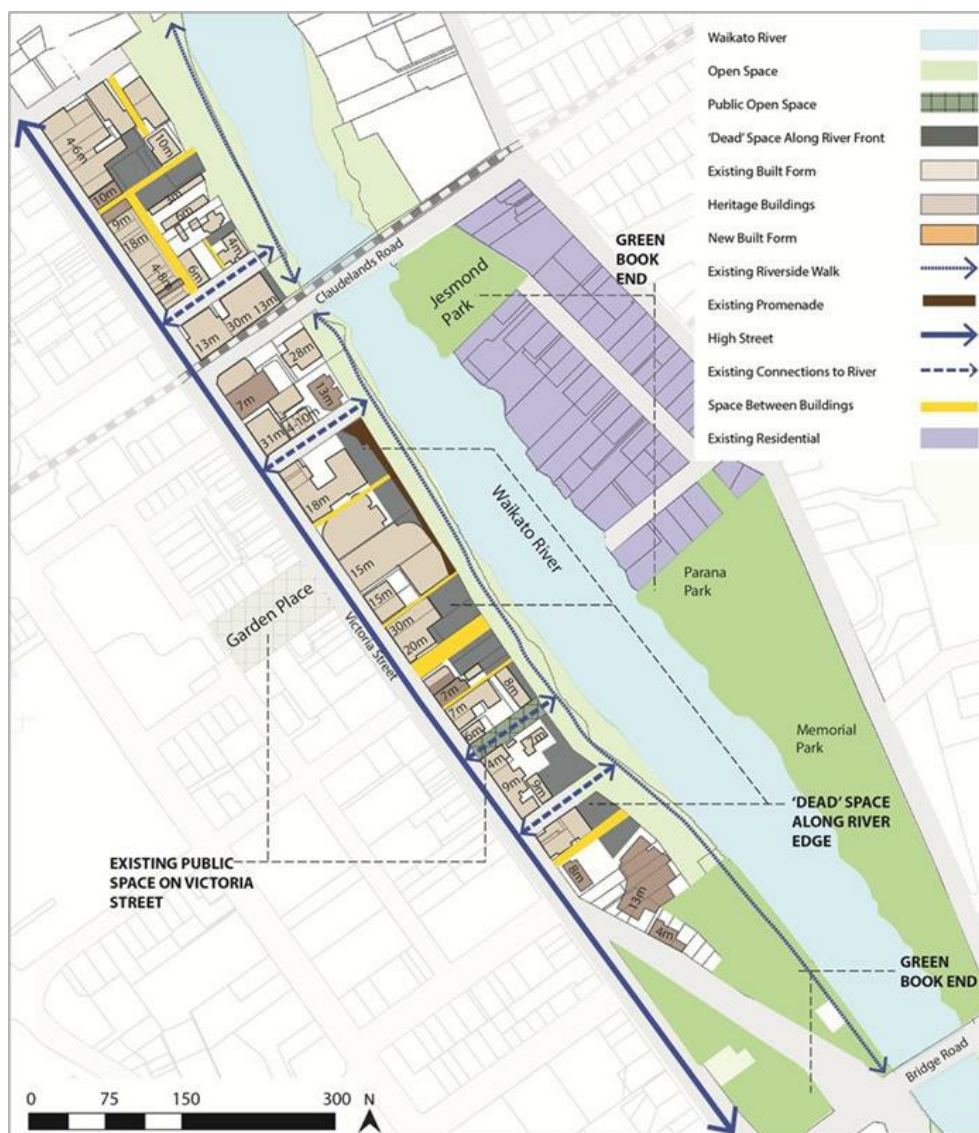 Waikato River
Open Space
Public Open Space
'Dead' Space Along River Front
Existing Built Form
Heritage Buildings
New Built Form
Existing Riverside Walk
Existing Promenade
High Street
Existing Connections to River
Space Between Buildings
Existing Residential
4-6m
10m
10m
9m
18m
3m
6m
4-8m
6m
4m
13m
30m
13m
Claudelands Road
GREEN
BOOK
END
Jesmond
Park
28m
7m
13m
31m
4-10m
18m
Waikato River
15m
Parana
Park
Garden Place
15m
30m
20m
Victoria Street
7m
7m
8m
6m
7m
4m
9m
9m
Memorial
Park
'DEAD' SPACE
ALONG RIVER
EDGE
EXISTING PUBLIC
SPACE ON VICTORIA
STREET
8m
13m
4m
GREEN
BOOK END
Bridge Road
0 75 150 300 N